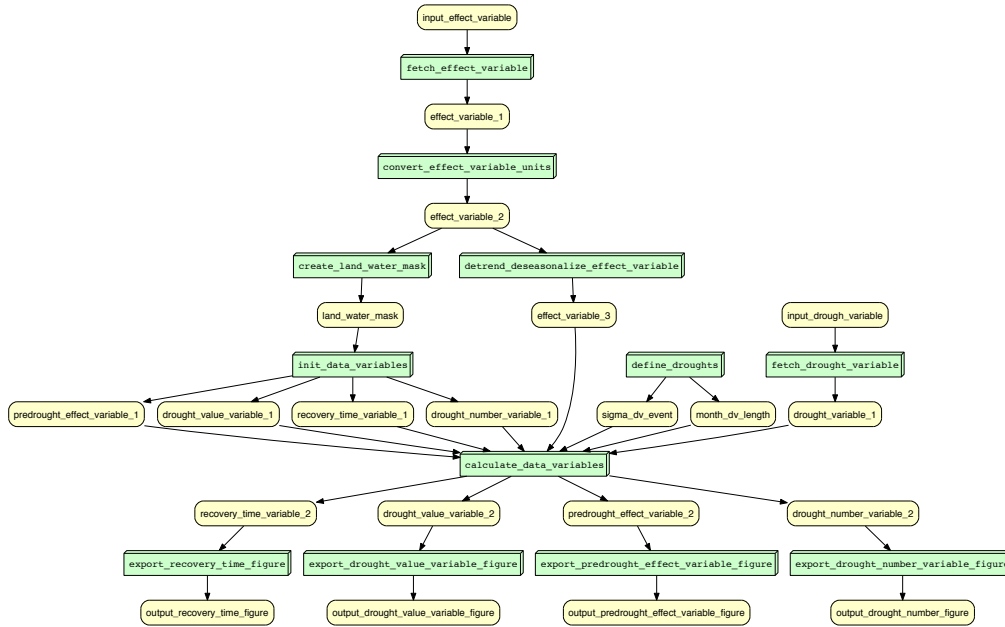 input_effect_variable
fetch_effect_variable
effect_variable_1
convert_effect_variable_units
effect_variable_2
create_land_water_mask
detrend_deseasonalize_effect_variable
land_water_mask
effect_variable_3
input_drough_variable
init_data_variables
define_droughts
fetch_drought_variable
predrought_effect_variable_1
drought_value_variable_1
recovery_time_variable_1
drought_number_variable_1
sigma_dv_event
month_dv_length
drought_variable_1
calculate_data_variables
recovery_time_variable_2
drought_value_variable_2
predrought_effect_variable_2
drought_number_variable_2
export_recovery_time_figure
export_drought_value_variable_figure
export_predrought_effect_variable_figure
export_drought_number_variable_figure
output_recovery_time_figure
output_drought_value_variable_figure
output_predrought_effect_variable_figure
output_drought_number_figure